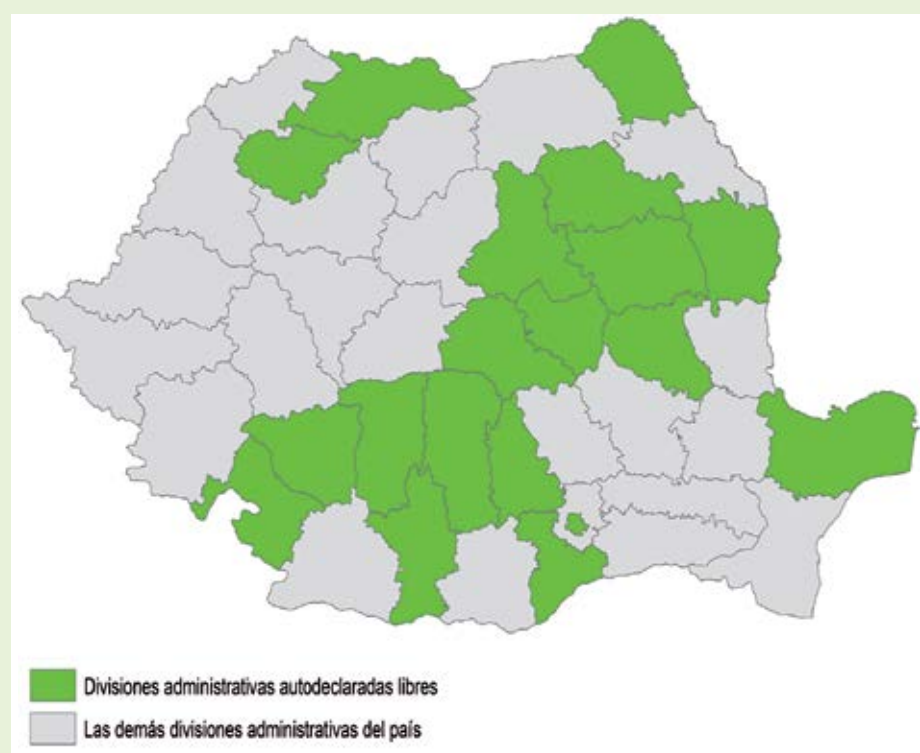 Divisiones administrativas autodeclaradas libres
Las demás divisiones administrativas del país